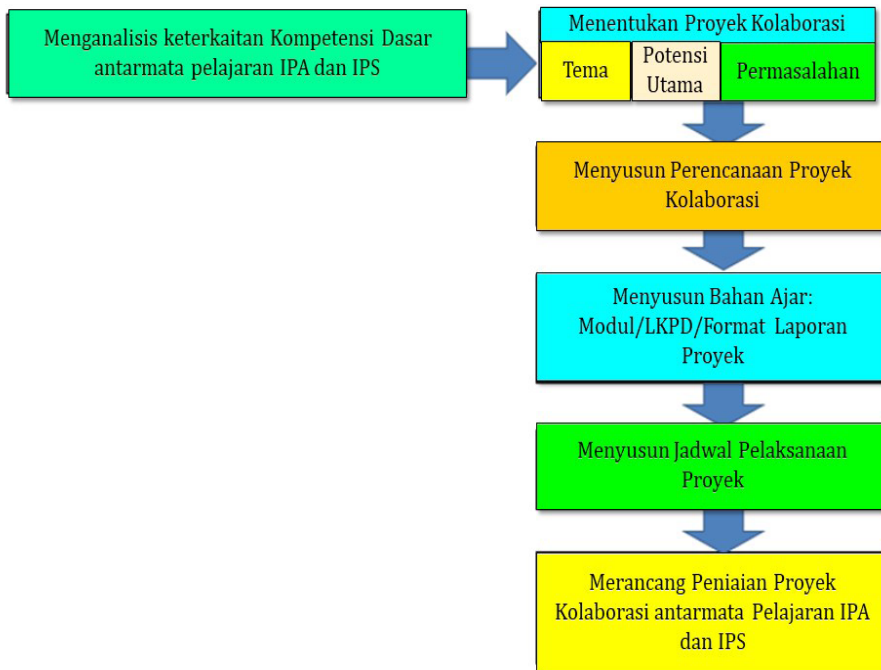 Menganalisis keterkaitan Kompetensi Dasar
antarmata pelajaran IPA dan IPS
Menentukan Proyek Kolaborasi
Tema
Potensi
Utama
Permasalahan
Menyusun Perencanaan Proyek
Kolaborasi
Menyusun Bahan Ajar:
Modul/LKPD/Format Laporan
Proyek
Menyusun Jadwal Pelaksanaan
Proyek
Merancang Peniaian Proyek
Kolaborasi antarmata Pelajaran IPA
dan IPS